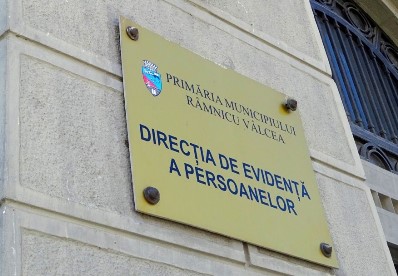 PRIMĂRIA MUNICIPIULUI
RÂMNICU VÂLCEA
DIRECȚIA DE EVIDENȚĂ
A PERSOANELOR